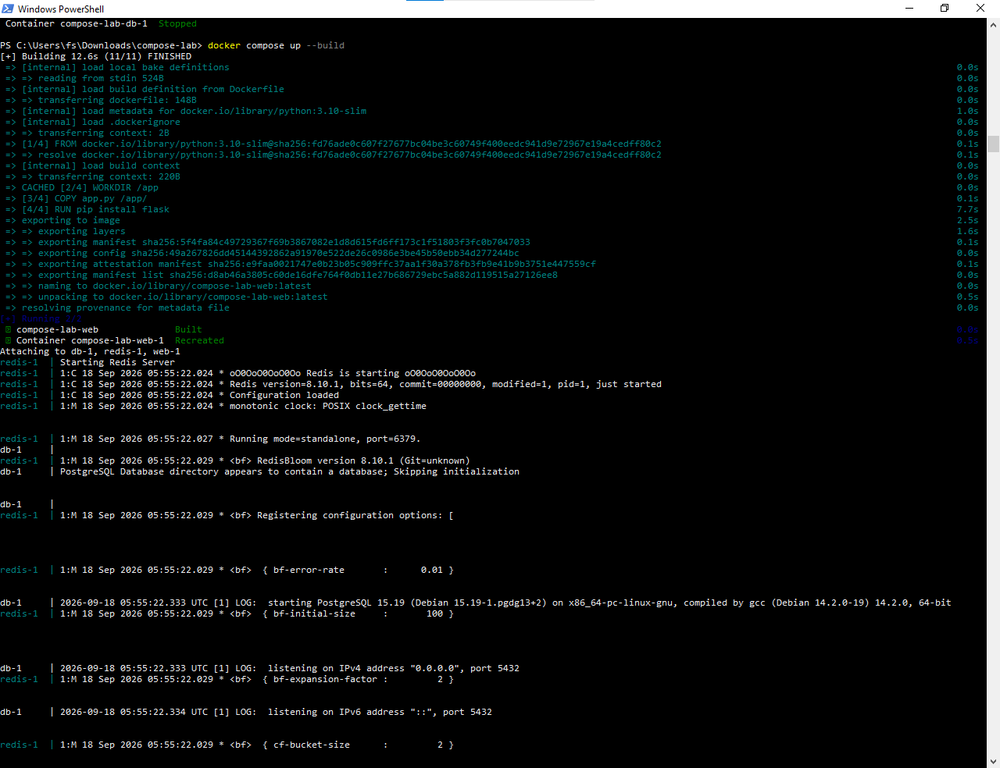 Windows PowerShell
Container compose-lab-db-1  Stopped
PS C:\Users\fs\Downloads\compose-lab> docker compose up --build
[+] Building 12.6s (11/11) FINISHED
=> [internal] load local bake definitions 0.0s
=> => reading from stdin 524B 0.0s
=> [internal] load build definition from Dockerfile 0.0s
=> => transferring dockerfile: 148B 0.0s
=> [internal] load metadata for docker.io/library/python:3.10-slim 1.0s
=> [internal] load .dockerignore 0.0s
=> => transferring context: 2B 0.0s
=> [1/4] FROM docker.io/library/python:3.10-slim@sha256:fd76ade0c607f27677bc04be3c60749f400eedc941d9e72967e19a4cedff80c2 0.1s
=> => resolve docker.io/library/python:3.10-slim@sha256:fd76ade0c607f27677bc04be3c60749f400eedc941d9e72967e19a4cedff80c2 0.1s
=> [internal] load build context 0.0s
=> => transferring context: 220B 0.0s
=> CACHED [2/4] WORKDIR /app 0.0s
=> [3/4] COPY app.py /app/ 0.1s
=> [4/4] RUN pip install flask 7.7s
=> exporting to image 2.5s
=> => exporting layers 1.6s
=> => exporting manifest sha256:5f4fa84c49729367f69b3867082e1d8d615fd6ff173c1f51803f3fc0b7047033 0.1s
=> => exporting config sha256:49a267826dd45144392862a91970e522de26c0986e3be45b50ebb34d277244bc 0.0s
=> => exporting attestation manifest sha256:e9faa0021747e0b23b05c909ffc37aa1f30a378fb3fb9e41b9b3751e447559cf 0.1s
=> => exporting manifest list sha256:d8ab46a3805c60de16dfe764f0db11e27b686729ebc5a882d119515a27126ee8 0.0s
=> => naming to docker.io/library/compose-lab-web:latest 0.0s
=> => unpacking to docker.io/library/compose-lab-web:latest 0.5s
=> resolving provenance for metadata file 0.0s
[+] Running 2/2
compose-lab-web Built 0.0s
Container compose-lab-web-1 Recreated 0.5s
Attaching to db-1, redis-1, web-1
redis-1  | Starting Redis Server
redis-1  | 1:C 18 Sep 2026 05:55:22.024 * oO0OoO0OoO0Oo Redis is starting oO0OoO0OoO0Oo
redis-1  | 1:C 18 Sep 2026 05:55:22.024 * Redis version=8.10.1, bits=64, commit=00000000, modified=1, pid=1, just started
redis-1  | 1:C 18 Sep 2026 05:55:22.024 * Configuration loaded
redis-1  | 1:M 18 Sep 2026 05:55:22.024 * monotonic clock: POSIX clock_gettime
redis-1  | 1:M 18 Sep 2026 05:55:22.027 * Running mode=standalone, port=6379.
db-1     |
redis-1  | 1:M 18 Sep 2026 05:55:22.029 * <bf> RedisBloom version 8.10.1 (Git=unknown)
db-1     | PostgreSQL Database directory appears to contain a database; Skipping initialization
db-1     |
redis-1  | 1:M 18 Sep 2026 05:55:22.029 * <bf> Registering configuration options: [
redis-1  | 1:M 18 Sep 2026 05:55:22.029 * <bf>  { bf-error-rate       :      0.01 }
db-1     | 2026-09-18 05:55:22.333 UTC [1] LOG:  starting PostgreSQL 15.19 (Debian 15.19-1.pgdg13+2) on x86_64-pc-linux-gnu, compiled by gcc (Debian 14.2.0-19) 14.2.0, 64-bit
redis-1  | 1:M 18 Sep 2026 05:55:22.029 * <bf>  { bf-initial-size     :       100 }
db-1     | 2026-09-18 05:55:22.333 UTC [1] LOG:  listening on IPv4 address "0.0.0.0", port 5432
redis-1  | 1:M 18 Sep 2026 05:55:22.029 * <bf>  { bf-expansion-factor :         2 }
db-1     | 2026-09-18 05:55:22.334 UTC [1] LOG:  listening on IPv6 address "::", port 5432
redis-1  | 1:M 18 Sep 2026 05:55:22.029 * <bf>  { cf-bucket-size      :         2 }